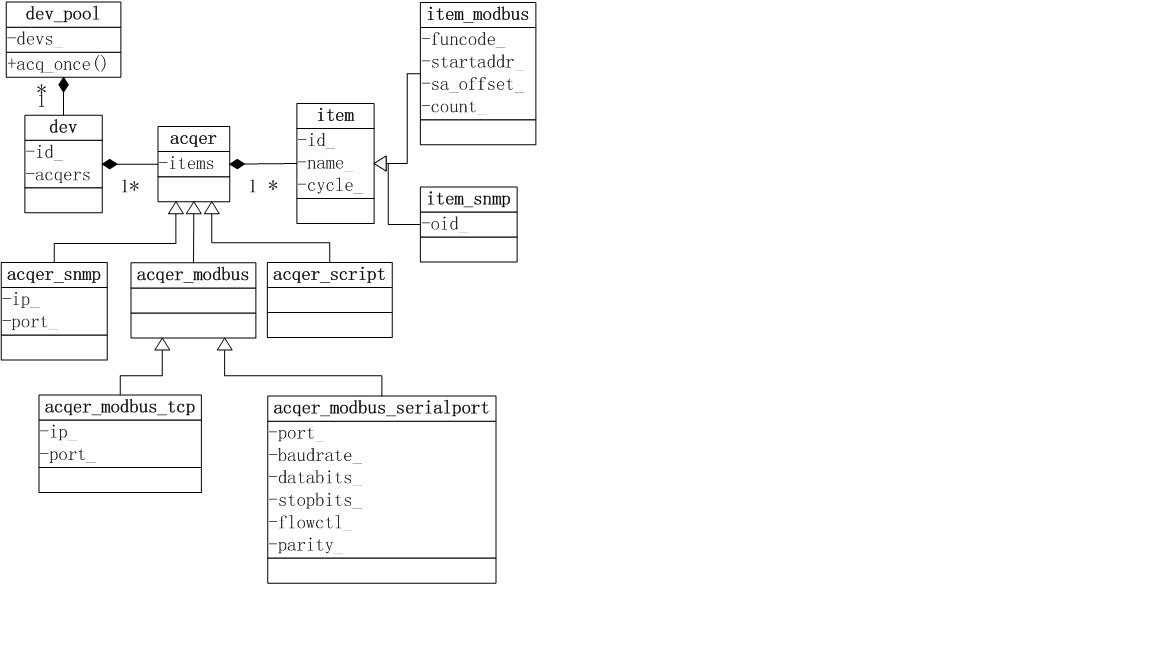 dev_pool
-devs_
+acq_once()
*
1
dev
-id_
-acqers
1*
acqer
-items
1 *
item
-id_
-name_
-cycle_
item_modbus
-funcode_
-startaddr_
-sa_offset_
-count_
item_snmp
-oid_
acqer_snmp
-ip_
-port_
acqer_modbus
acqer_script
acqer_modbus_tcp
-ip_
-port_
acqer_modbus_serialport
-port_
-baudrate_
-databits_
-stopbits_
-flowctl_
-parity_